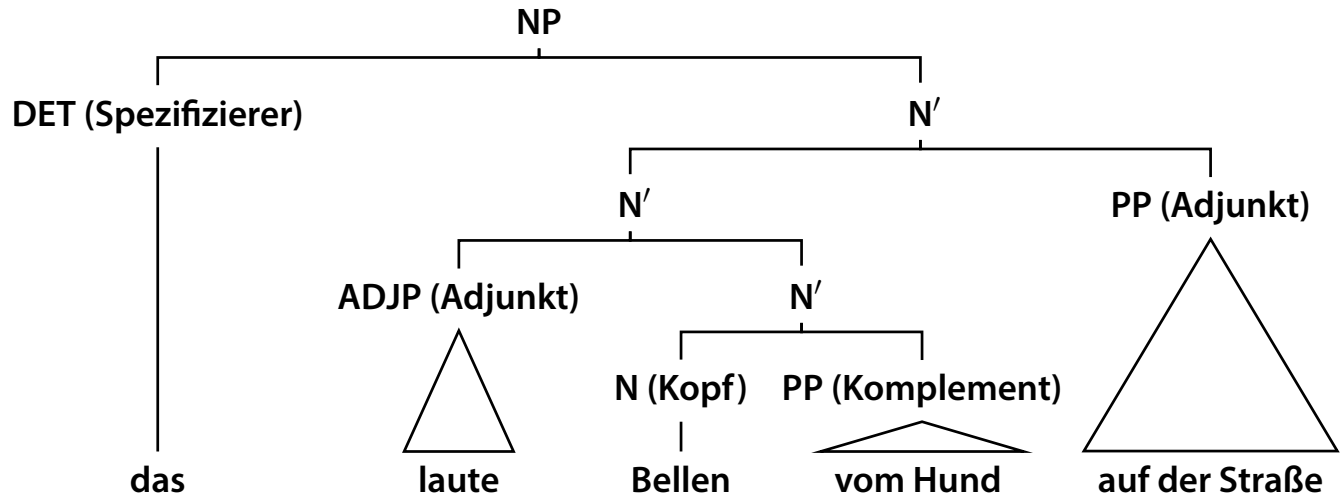 NP
DET (Spezifizierer) N′
N′ PP (Adjunkt)
ADJP (Adjunkt) N′
N (Kopf) PP (Komplement)
das laute Bellen vom Hund auf der Straße